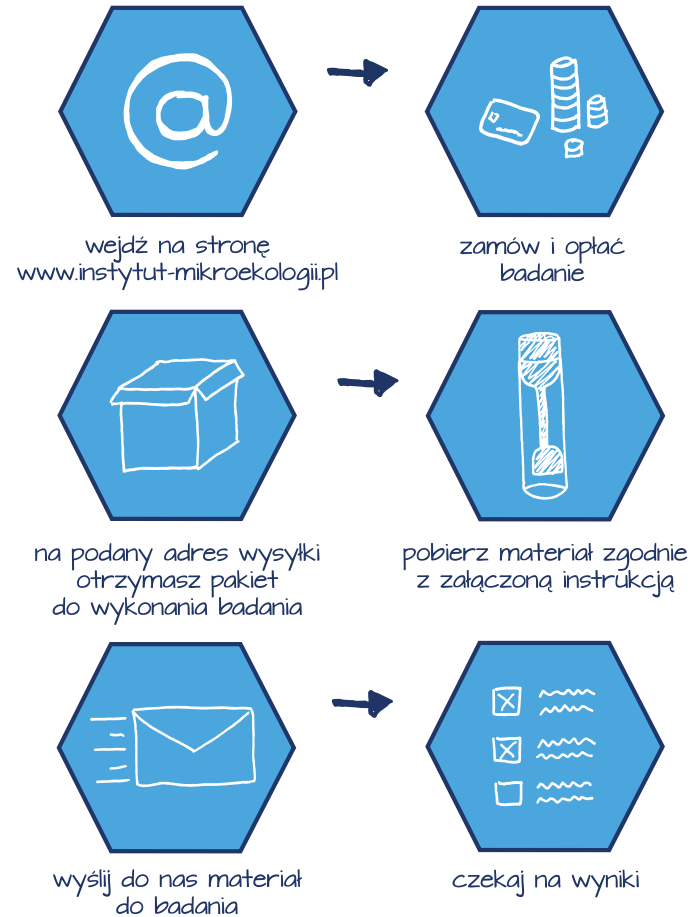 wejdź na stronę
www.instytut-mikroekologii.pl
zamów i opłać
badanie
na podany adres wysyłki
otrzymasz pakiet
do wykonania badania
pobierz materiał zgodnie
z załączoną instrukcją
wyślij do nas materiał
do badania
czekaj na wyniki